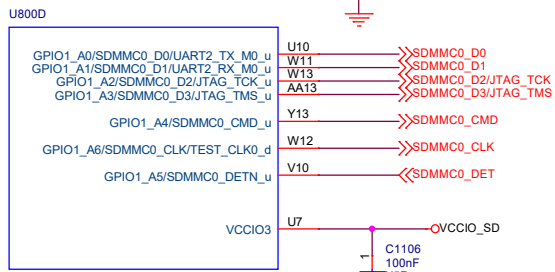 U800D
GPIO1_A0/SDMMC0_D0/UART2_TX_M0_u U10 SDMMC0_D0
GPIO1_A1/SDMMC0_D1/UART2_RX_M0_u W11 SDMMC0_D1
GPIO1_A2/SDMMC0_D2/JTAG_TCK_u W13 SDMMC0_D2/JTAG_TCK
GPIO1_A3/SDMMC0_D3/JTAG_TMS_u AA13 SDMMC0_D3/JTAG_TMS
GPIO1_A4/SDMMC0_CMD_u Y13 SDMMC0_CMD
GPIO1_A6/SDMMC0_CLK/TEST_CLK0_d W12 SDMMC0_CLK
GPIO1_A5/SDMMC0_DETN_u V10 SDMMC0_DET
VCCIO3 U7 VCCIO_SD
C1106
1 100nF